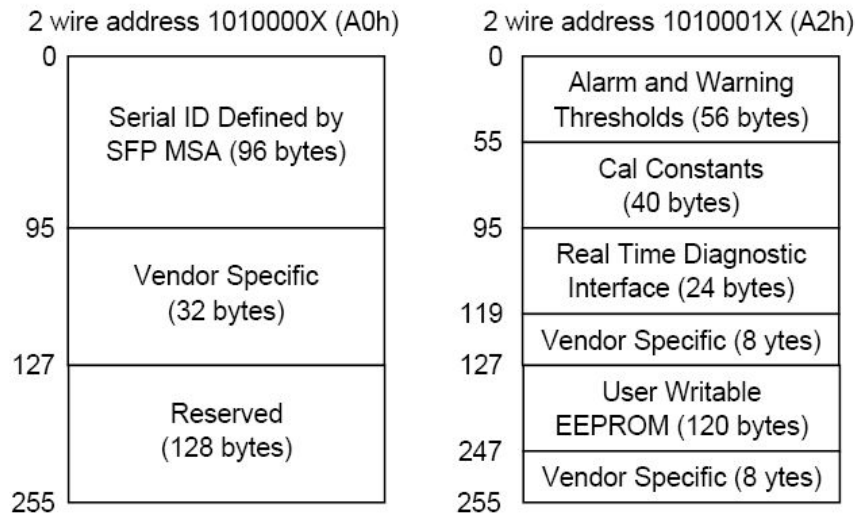 2 wire address 1010000X (A0h)
0
Serial ID Defined by
SFP MSA (96 bytes)
95
Vendor Specific
(32 bytes)
127
Reserved
(128 bytes)
255
2 wire address 1010001X (A2h)
0
Alarm and Warning
Thresholds (56 bytes)
55
Cal Constants
(40 bytes)
95
Real Time Diagnostic
Interface (24 bytes)
119
Vendor Specific (8 ytes)
127
User Writable
EEPROM (120 bytes)
247
Vendor Specific (8 ytes)
255